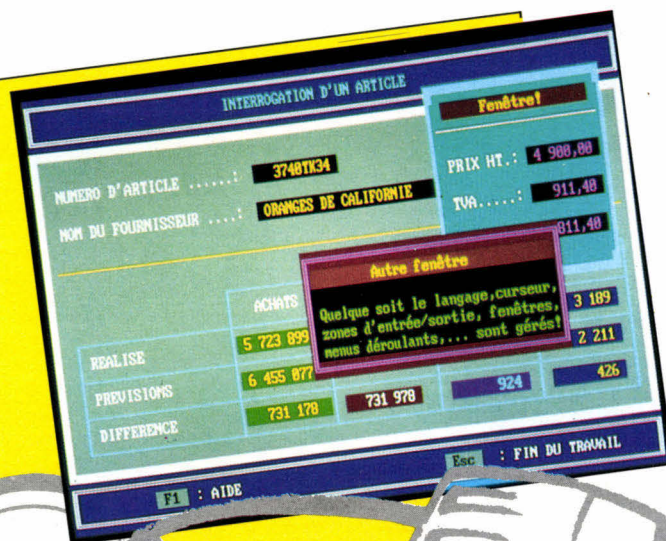 INTERROGATION D'UN ARTICLE
Fenêtre!
NUMERO D'ARTICLE ......: 3740TK34
PRIX HT.: 4 900,00
NOM DU FOURNISSEUR ....: ORANGES DE CALIFORNIE
TVA.....: 911,40
811,40
Autre fenêtre
Quelque soit le langage,curseur,
zones d'entrée/sortie, fenêtres,
menus déroulants,... sont gérés!
ACHATS
REALISE 5 723 899 3 189
PREVISIONS 6 455 077 2 211
DIFFERENCE 731 178 731 978 924 426
F1 : AIDE Esc : FIN DU TRAVAIL